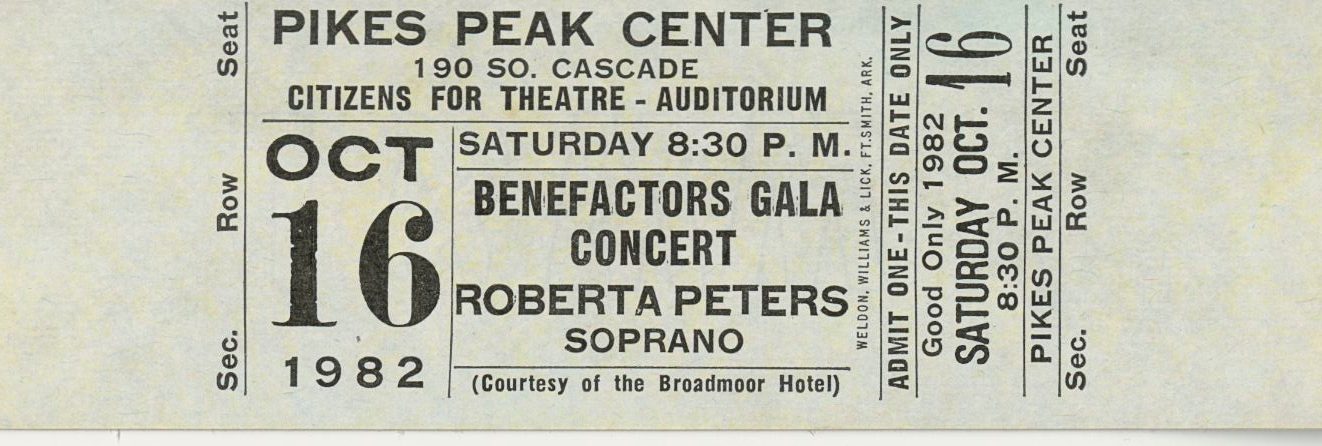 Sec. Row Seat
PIKES PEAK CENTER
190 SO. CASCADE
CITIZENS FOR THEATRE - AUDITORIUM
OCT
16
1982
SATURDAY 8:30 P. M.
BENEFACTORS GALA
CONCERT
ROBERTA PETERS
SOPRANO
(Courtesy of the Broadmoor Hotel)
WELDON, WILLIAMS & LICK, FT.SMITH, ARK.
ADMIT ONE-THIS DATE ONLY
Good Only 1982
SATURDAY OCT. 16
8:30 P. M.
PIKES PEAK CENTER
Sec. Row Seat